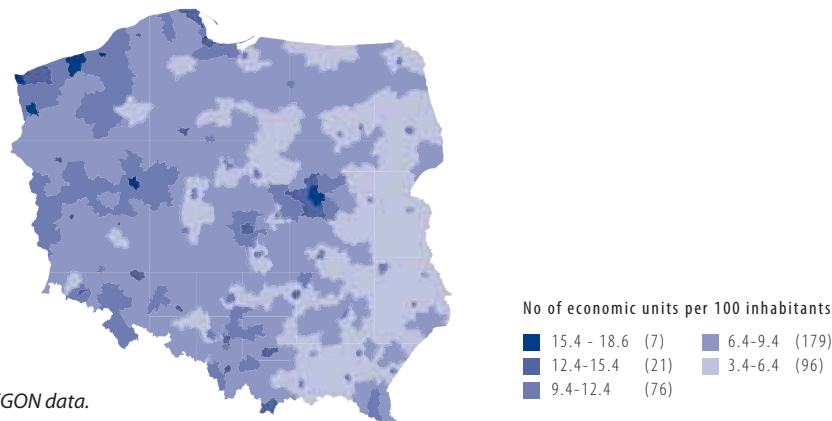 No of economic units per 100 inhabitants
15.4 - 18.6 (7)
12.4-15.4 (21)
9.4-12.4 (76)
6.4-9.4 (179)
3.4-6.4 (96)
GON data.